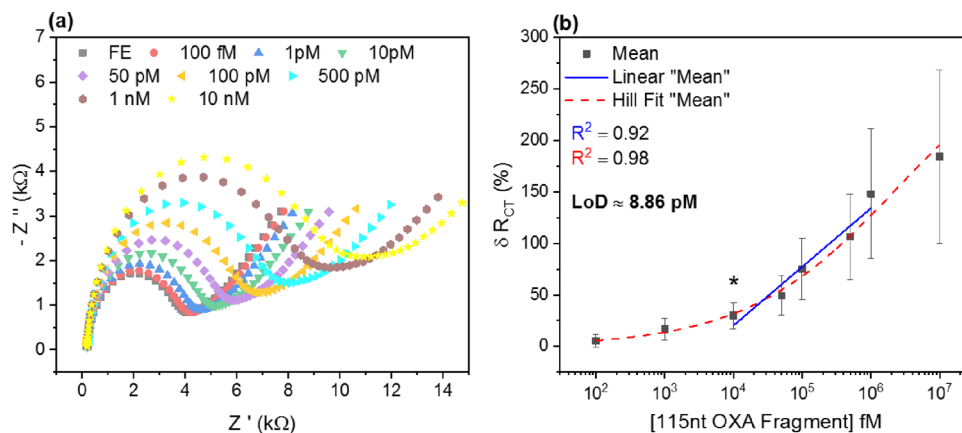 (a)
FE 100 fM 1pM 10pM
50 pM 100 pM 500 pM
1 nM 10 nM
7
6
5
4
3
2
1
0
- Z '' (kΩ)
0 2 4 6 8 10 12 14
Z ' (kΩ)
(b)
Mean
Linear "Mean"
Hill Fit "Mean"
R² = 0.92
R² = 0.98
LoD ≈ 8.86 pM
*
300
250
200
150
100
50
0
δ R_CT (%)
10² 10³ 10⁴ 10⁵ 10⁶ 10⁷
[115nt OXA Fragment] fM